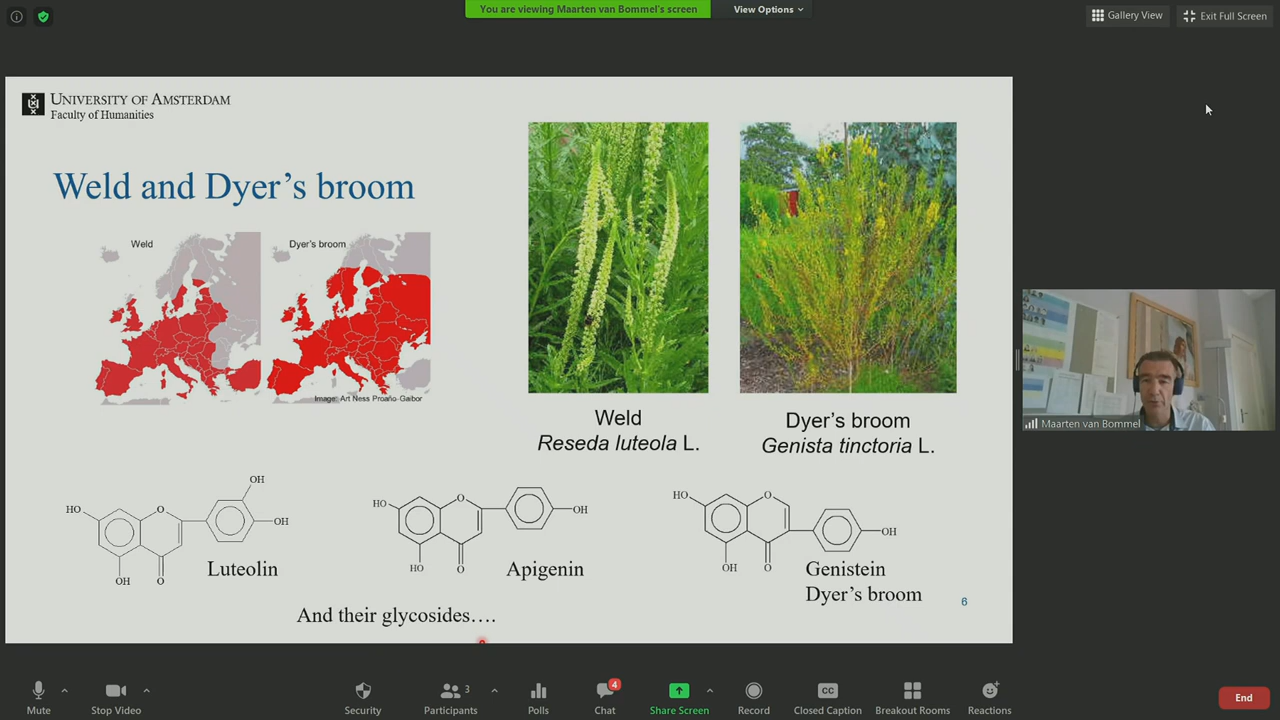 You are viewing Maarten van Bommel's screen
View Options
Gallery View
Exit Full Screen
UNIVERSITY OF AMSTERDAM
Faculty of Humanities
Weld and Dyer's broom
Weld
Dyer's broom
Image: Art Ness Proaño Gaibor
Weld
Reseda luteola L.
Dyer's broom
Genista tinctoria L.
Maarten van Bommel
HO
O
OH
OH
OH
O
Luteolin
HO
O
OH
HO
O
Apigenin
HO
O
OH
OH
O
Genistein
Dyer's broom
And their glycosides….
6
Mute
Stop Video
Security
Participants
3
Polls
Chat
4
Share Screen
Record
CC
Closed Caption
Breakout Rooms
Reactions
End